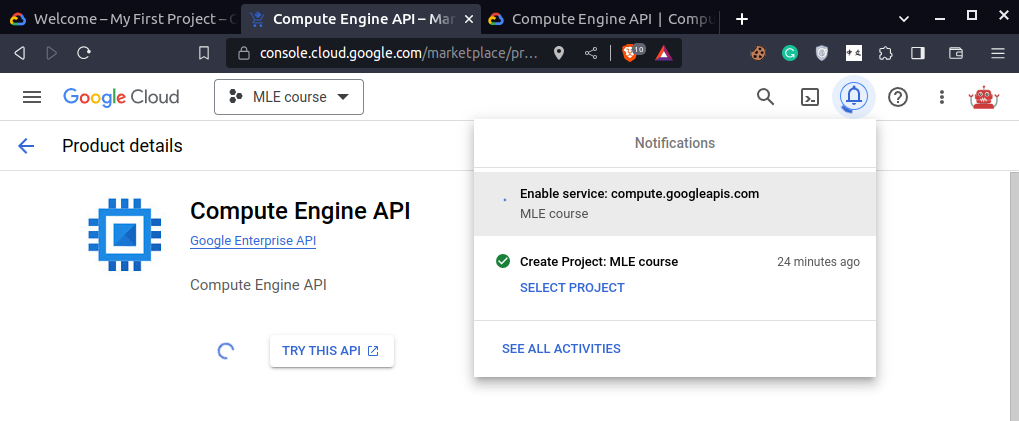 Welcome – My First Project – C
Compute Engine API – Mar
Compute Engine API | Compu
console.cloud.google.com/marketplace/pr...
10
Google Cloud
MLE course
Product details
Notifications
Enable service: compute.googleapis.com
MLE course
Create Project: MLE course
24 minutes ago
SELECT PROJECT
SEE ALL ACTIVITIES
Compute Engine API
Google Enterprise API
Compute Engine API
TRY THIS API